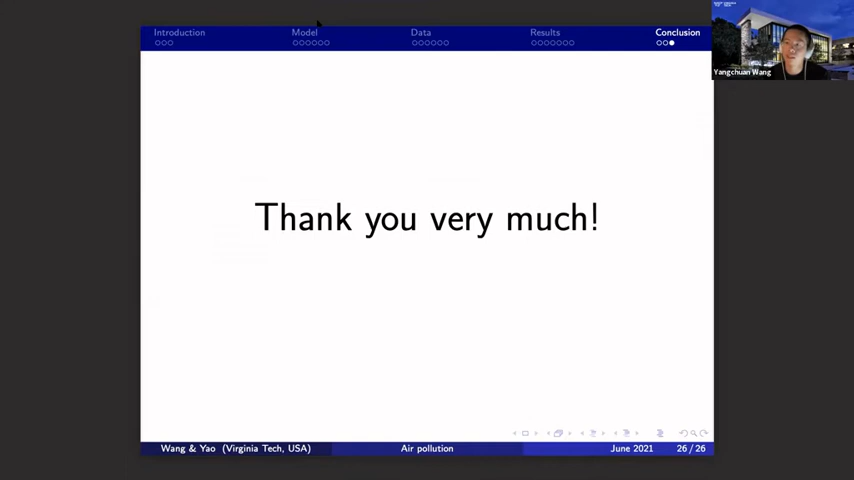 Introduction
Model
Data
Results
Conclusion
Yangchuan Wang
Thank you very much!
Wang & Yao (Virginia Tech, USA)
Air pollution
June 2021
26/26